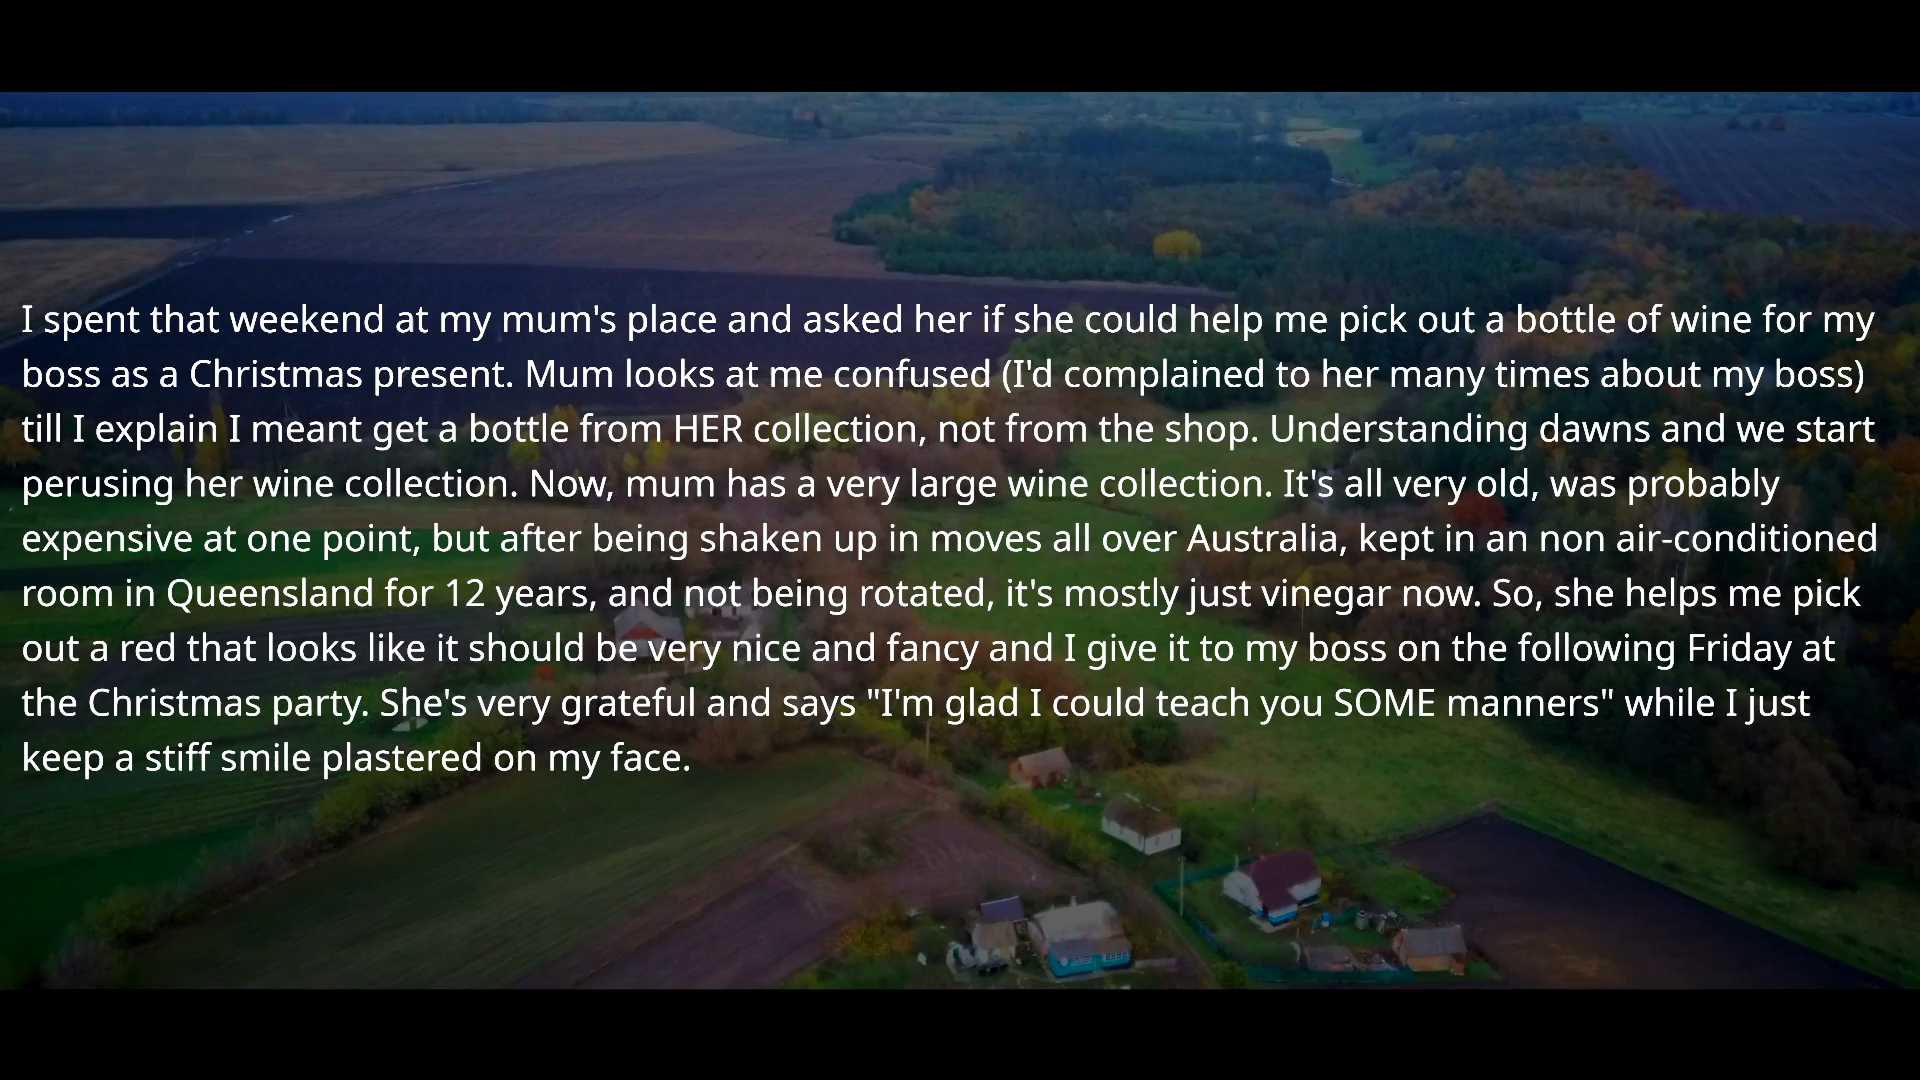 I spent that weekend at my mum's place and asked her if she could help me pick out a bottle of wine for my
boss as a Christmas present. Mum looks at me confused (I'd complained to her many times about my boss)
till I explain I meant get a bottle from HER collection, not from the shop. Understanding dawns and we start
perusing her wine collection. Now, mum has a very large wine collection. It's all very old, was probably
expensive at one point, but after being shaken up in moves all over Australia, kept in an non air-conditioned
room in Queensland for 12 years, and not being rotated, it's mostly just vinegar now. So, she helps me pick
out a red that looks like it should be very nice and fancy and I give it to my boss on the following Friday at
the Christmas party. She's very grateful and says "I'm glad I could teach you SOME manners" while I just
keep a stiff smile plastered on my face.